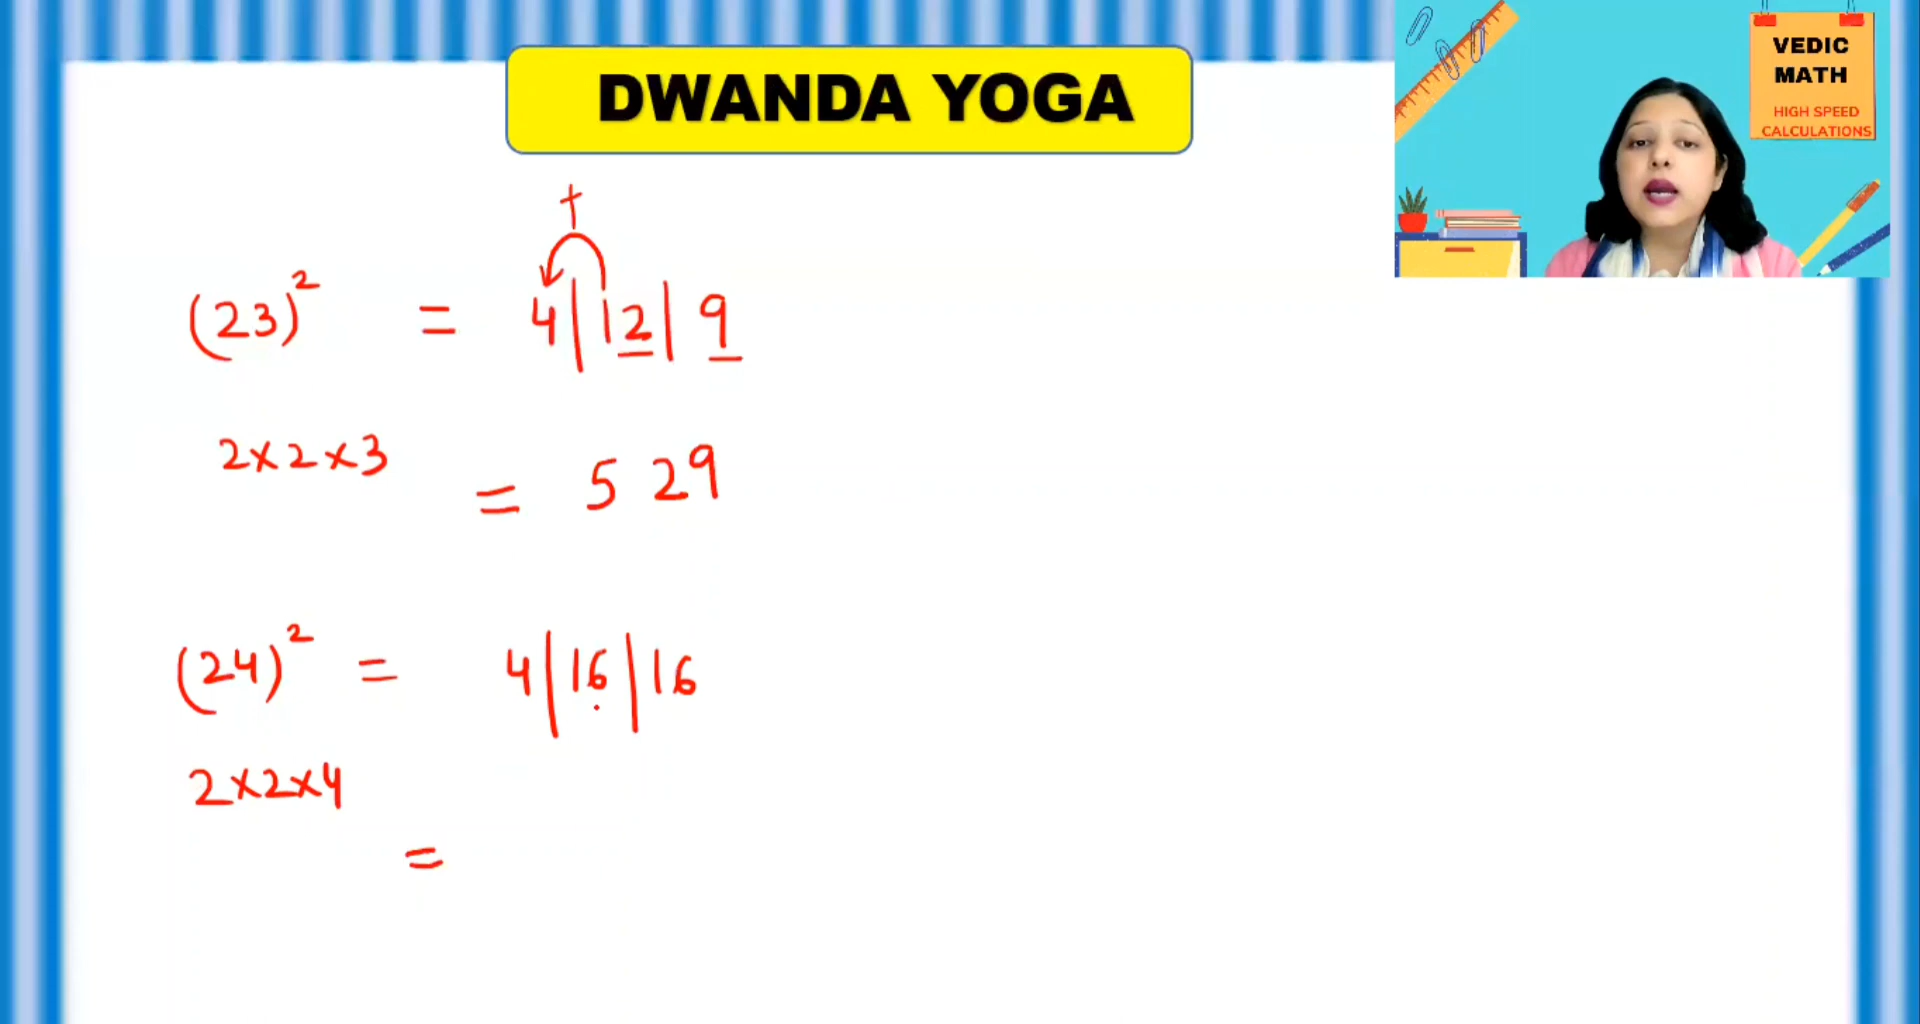 DWANDA YOGA
VEDIC
MATH
HIGH SPEED
CALCULATIONS
+
(23)² = 4|12|9
2×2×3
= 529
(24)² = 4|16|16
2×2×4
=